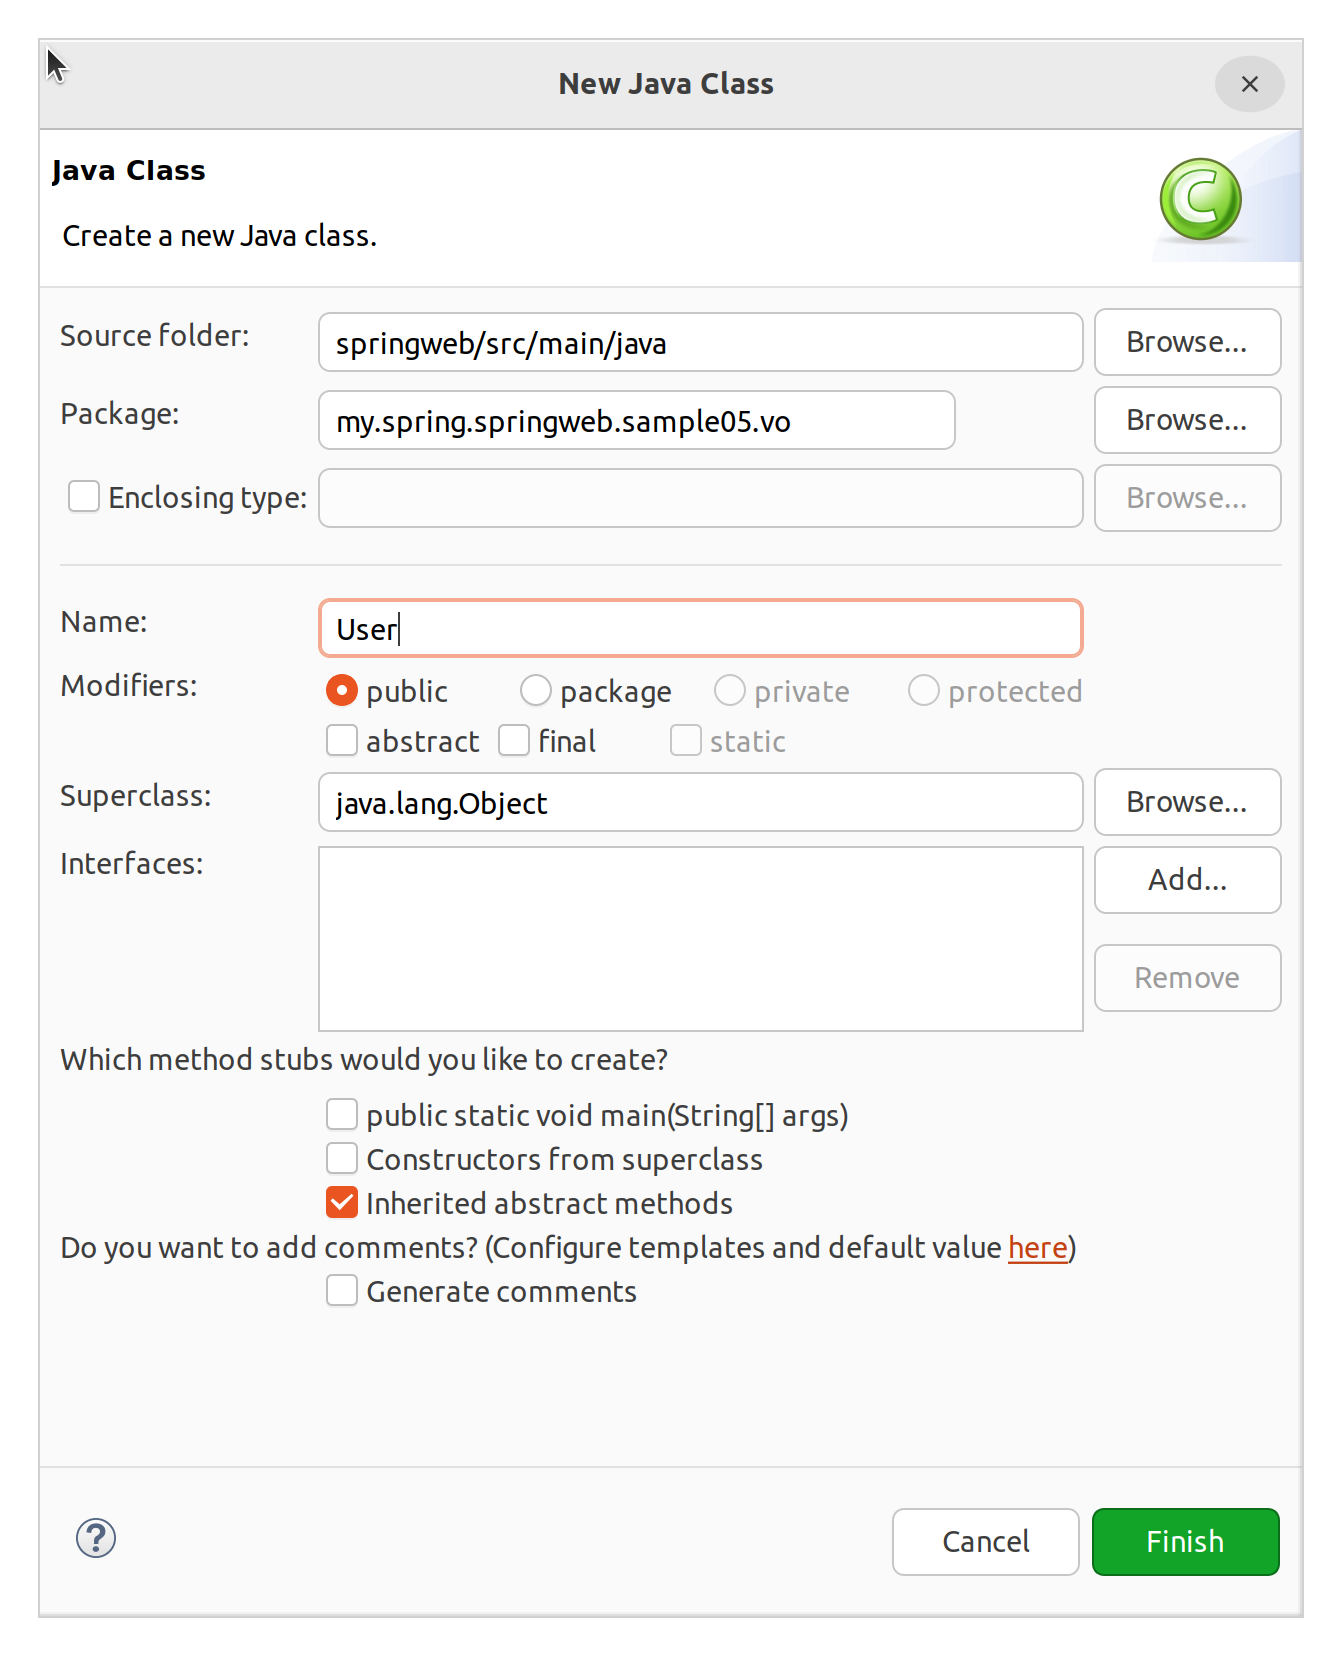 New Java Class
Java Class
Create a new Java class.
Source folder: springweb/src/main/java Browse...
Package: my.spring.springweb.sample05.vo Browse...
Enclosing type: Browse...
Name: User
Modifiers: public package private protected
abstract final static
Superclass: java.lang.Object Browse...
Interfaces: Add...
Remove
Which method stubs would you like to create?
public static void main(String[] args)
Constructors from superclass
Inherited abstract methods
Do you want to add comments? (Configure templates and default value here)
Generate comments
Cancel Finish